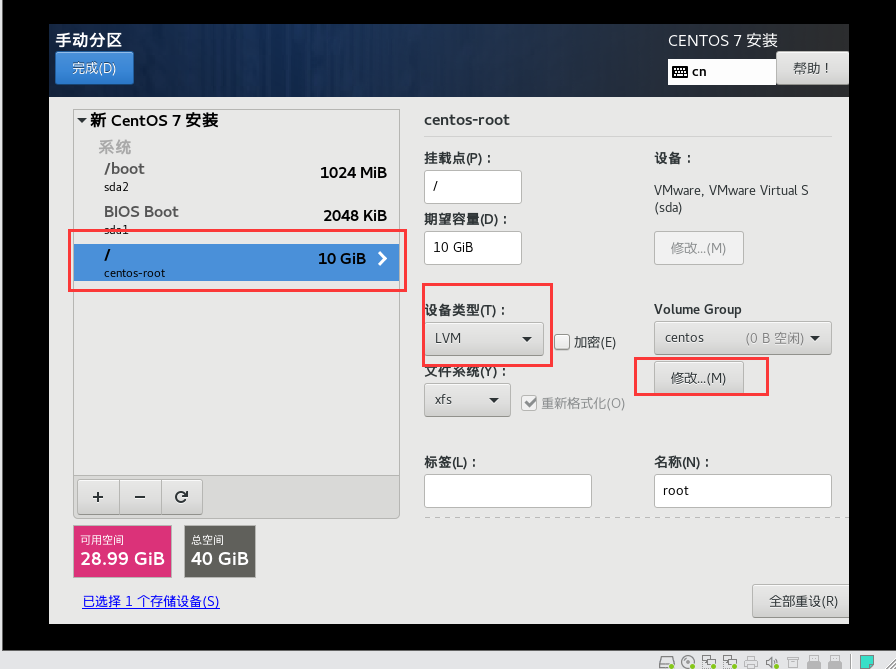 手动分区
完成(D)
CENTOS 7 安装
cn
帮助！
新 CentOS 7 安装
系统
/boot
1024 MiB
sda2
BIOS Boot
2048 KiB
sda1
/
10 GiB
centos-root
+ −
可用空间
28.99 GiB
总空间
40 GiB
已选择 1 个存储设备(S)
centos-root
挂载点(P)：
/
设备：
VMware, VMware Virtual S
(sda)
期望容量(D)：
10 GiB
修改...(M)
设备类型(T)：
LVM
加密(E)
Volume Group
centos (0 B 空闲)
修改...(M)
文件系统(Y)：
xfs
重新格式化(O)
标签(L)：
名称(N)：
root
全部重设(R)